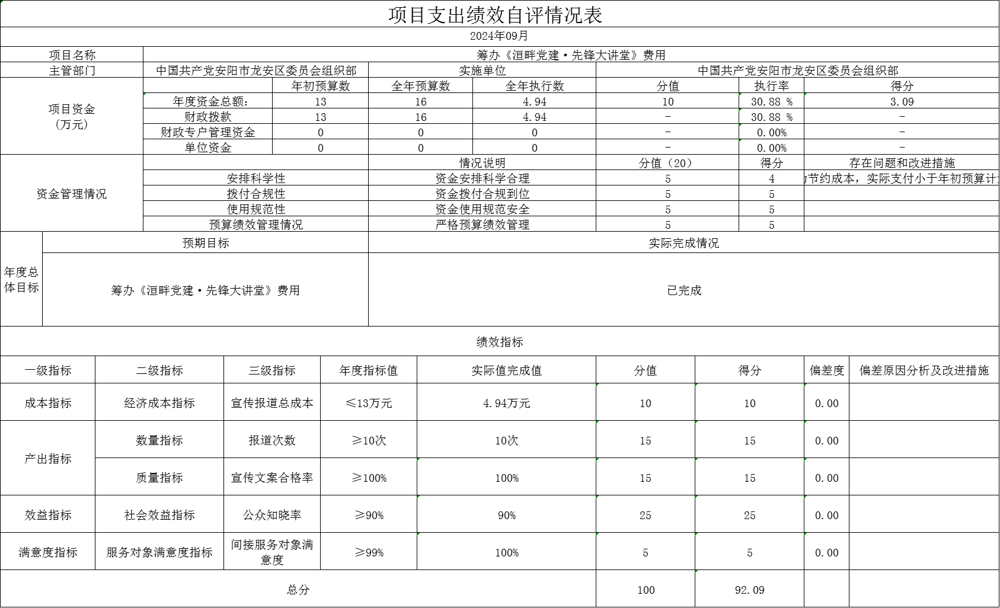 项目支出绩效自评情况表
2024年09月
项目名称 筹办《洹畔党建·先锋大讲堂》费用
主管部门 中国共产党安阳市龙安区委员会组织部 实施单位 中国共产党安阳市龙安区委员会组织部
项目资金
(万元)
年初预算数 全年预算数 全年执行数 分值 执行率 得分
年度资金总额： 13 16 4.94 10 30.88 % 3.09
财政拨款 13 16 4.94 - 30.88 % -
财政专户管理资金 0 0 0 - 0.00% -
单位资金 0 0 0 - 0.00% -
资金管理情况
情况说明 分值（20） 得分 存在问题和改进措施
安排科学性 资金安排科学合理 5 4 节约成本，实际支付小于年初预算计
拨付合规性 资金拨付合规到位 5 5
使用规范性 资金使用规范安全 5 5
预算绩效管理情况 严格预算绩效管理 5 5
年度总
体目标
预期目标 实际完成情况
筹办《洹畔党建·先锋大讲堂》费用 已完成
绩效指标
一级指标 二级指标 三级指标 年度指标值 实际值完成值 分值 得分 偏差度 偏差原因分析及改进措施
成本指标 经济成本指标 宣传报道总成本 ≤13万元 4.94万元 10 10 0.00
产出指标
数量指标 报道次数 ≥10次 10次 15 15 0.00
质量指标 宣传文案合格率 ≥100% 100% 15 15 0.00
效益指标 社会效益指标 公众知晓率 ≥90% 90% 25 25 0.00
满意度指标 服务对象满意度指标 间接服务对象满
意度 ≥99% 100% 5 5 0.00
总分 100 92.09